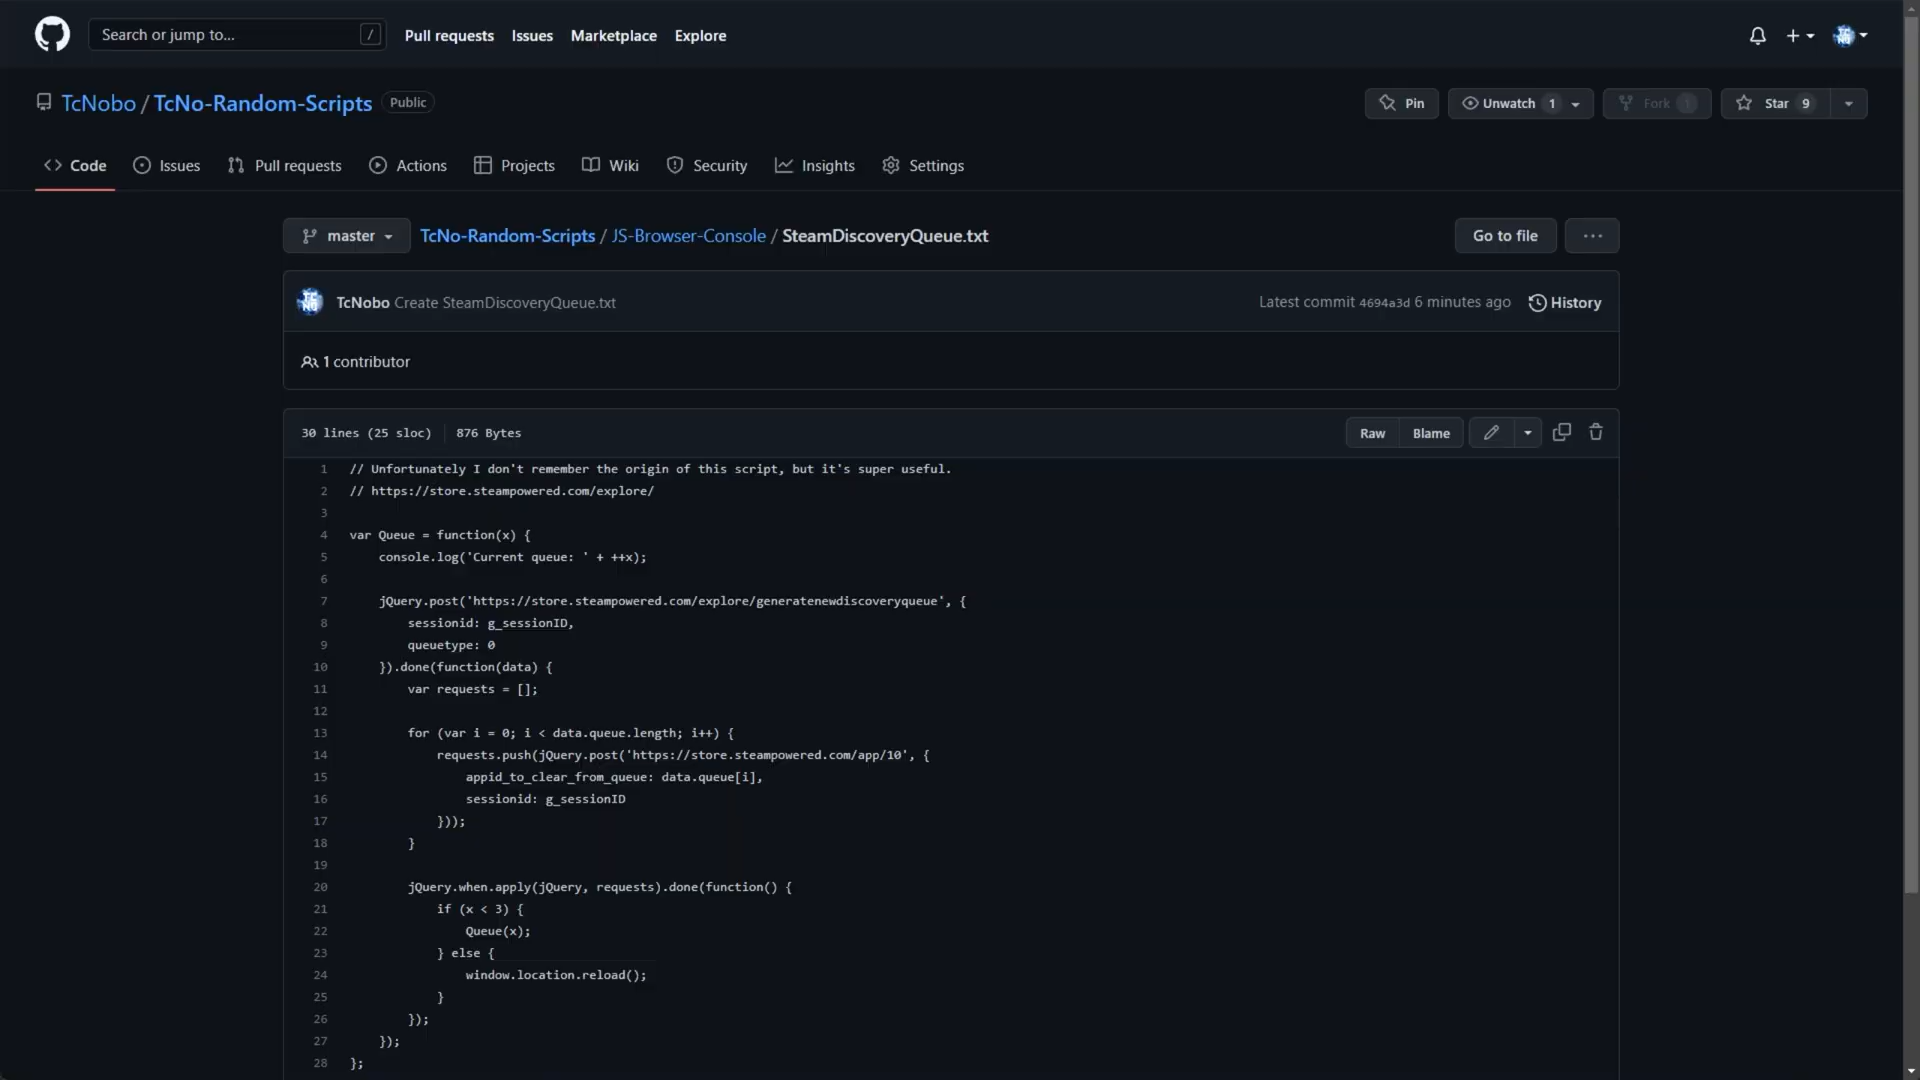 Search or jump to... /
Pull requests Issues Marketplace Explore
TcNobo / TcNo-Random-Scripts Public
Pin Unwatch 1 Fork 1 Star 9
Code Issues Pull requests Actions Projects Wiki Security Insights Settings
master TcNo-Random-Scripts / JS-Browser-Console / SteamDiscoveryQueue.txt Go to file ...
TcNobo Create SteamDiscoveryQueue.txt Latest commit 4694a3d 6 minutes ago History
1 contributor
30 lines (25 sloc) 876 Bytes Raw Blame
1 // Unfortunately I don't remember the origin of this script, but it's super useful.
2 // https://store.steampowered.com/explore/
3
4 var Queue = function(x) {
5 console.log('Current queue: ' + ++x);
6
7 jQuery.post('https://store.steampowered.com/explore/generatenewdiscoveryqueue', {
8 sessionid: g_sessionID,
9 queuetype: 0
10 }).done(function(data) {
11 var requests = [];
12
13 for (var i = 0; i < data.queue.length; i++) {
14 requests.push(jQuery.post('https://store.steampowered.com/app/10', {
15 appid_to_clear_from_queue: data.queue[i],
16 sessionid: g_sessionID
17 }));
18 }
19
20 jQuery.when.apply(jQuery, requests).done(function() {
21 if (x < 3) {
22 Queue(x);
23 } else {
24 window.location.reload();
25 }
26 });
27 });
28 };